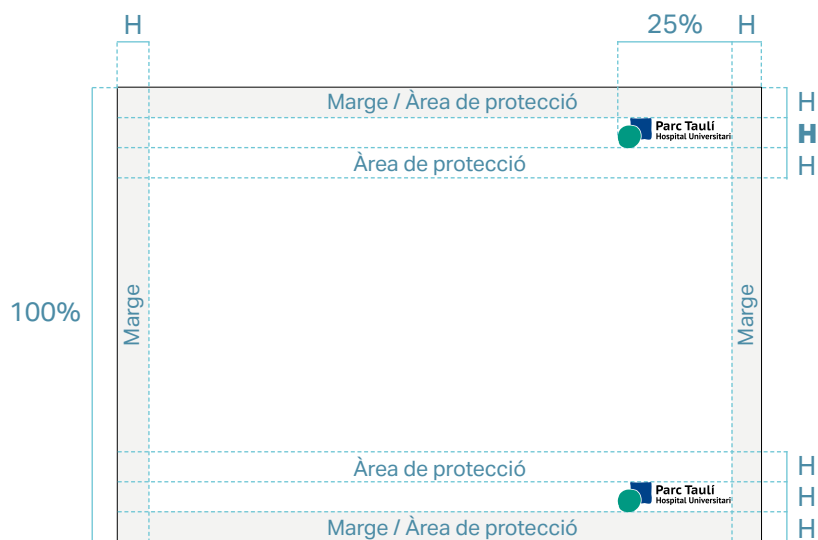 H
25%
H
Marge / Àrea de protecció
H
Parc Taulí
Hospital Universitari
H
Àrea de protecció
H
100%
Marge
Marge
Àrea de protecció
H
Parc Taulí
Hospital Universitari
H
Marge / Àrea de protecció
H